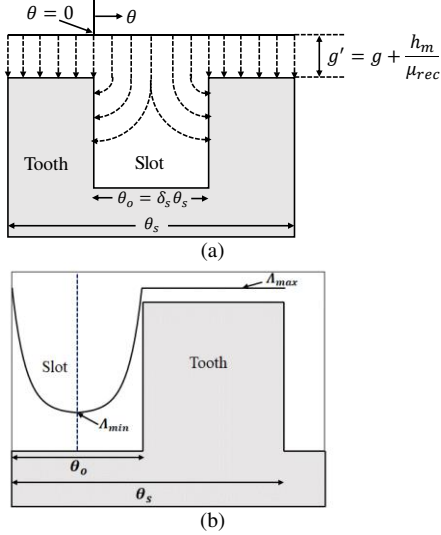 θ = 0
θ
g′ = g + h_m/μ_rec
Tooth
Slot
θ_o = δ_s θ_s
θ_s
(a)
Λ_max
Slot
Tooth
Λ_min
θ_o
θ_s
(b)